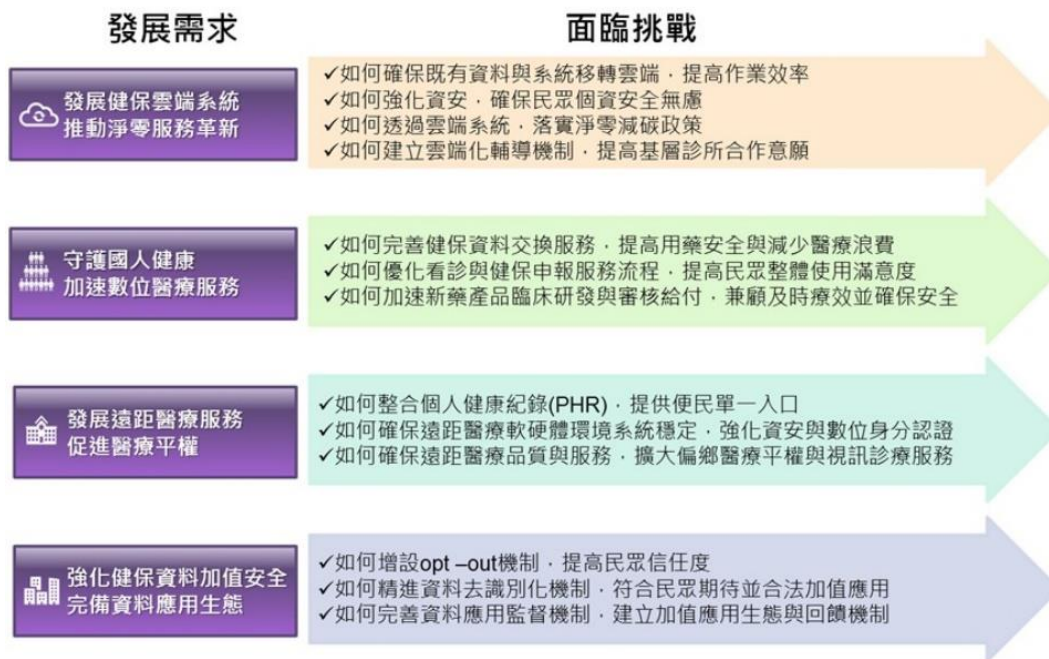 發展需求
面臨挑戰
發展健保雲端系統
推動淨零服務革新
✓如何確保既有資料與系統移轉雲端，提高作業效率
✓如何強化資安，確保民眾個資安全無慮
✓如何透過雲端系統，落實淨零減碳政策
✓如何建立雲端化輔導機制，提高基層診所合作意願
守護國人健康
加速數位醫療服務
✓如何完善健保資料交換服務，提高用藥安全與減少醫療浪費
✓如何優化看診與健保申報服務流程，提高民眾整體使用滿意度
✓如何加速新藥產品臨床研發與審核給付，兼顧及時療效並確保安全
發展遠距醫療服務
促進醫療平權
✓如何整合個人健康紀錄(PHR)，提供便民單一入口
✓如何確保遠距醫療軟硬體環境系統穩定，強化資安與數位身分認證
✓如何確保遠距醫療品質與服務，擴大偏鄉醫療平權與視訊診療服務
強化健保資料加值安全
完備資料應用生態
✓如何增設opt –out機制，提高民眾信任度
✓如何精進資料去識別化機制，符合民眾期待並合法加值應用
✓如何完善資料應用監督機制，建立加值應用生態與回饋機制